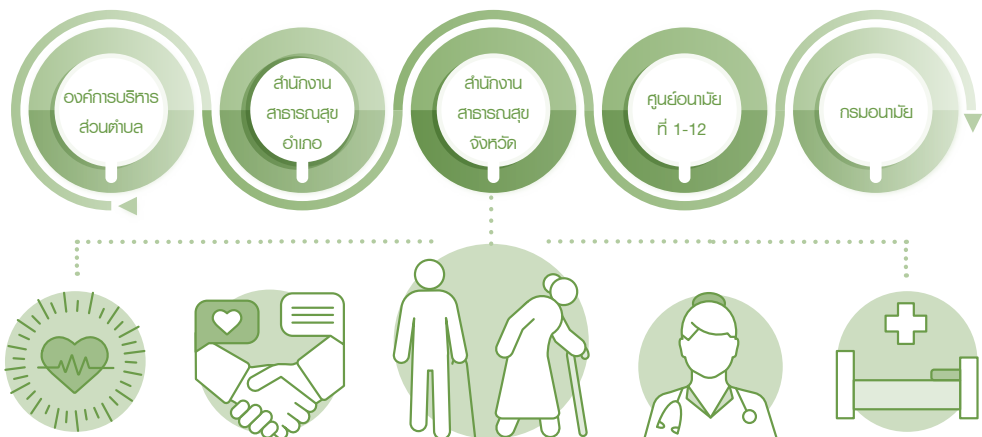 องค์การบริหาร
ส่วนตำบล
สำนักงาน
สาธารณสุข
อำเภอ
สำนักงาน
สาธารณสุข
จังหวัด
ศูนย์อนามัย
ที่ 1-12
กรมอนามัย